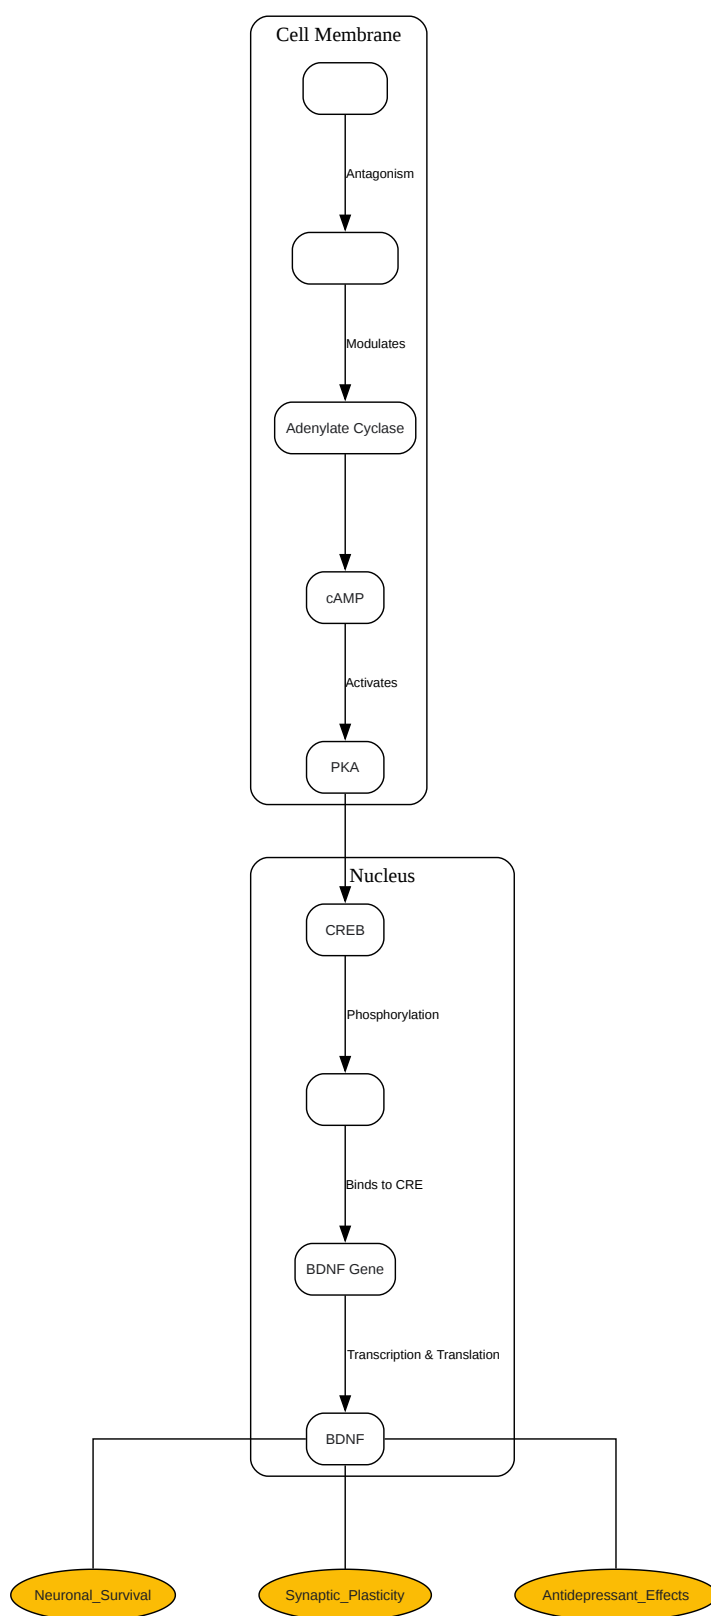 Cell Membrane
Antagonism
Modulates
Adenylate Cyclase
cAMP
Activates
PKA
Nucleus
CREB
Phosphorylation
Binds to CRE
BDNF Gene
Transcription & Translation
BDNF
Neuronal_Survival
Synaptic_Plasticity
Antidepressant_Effects